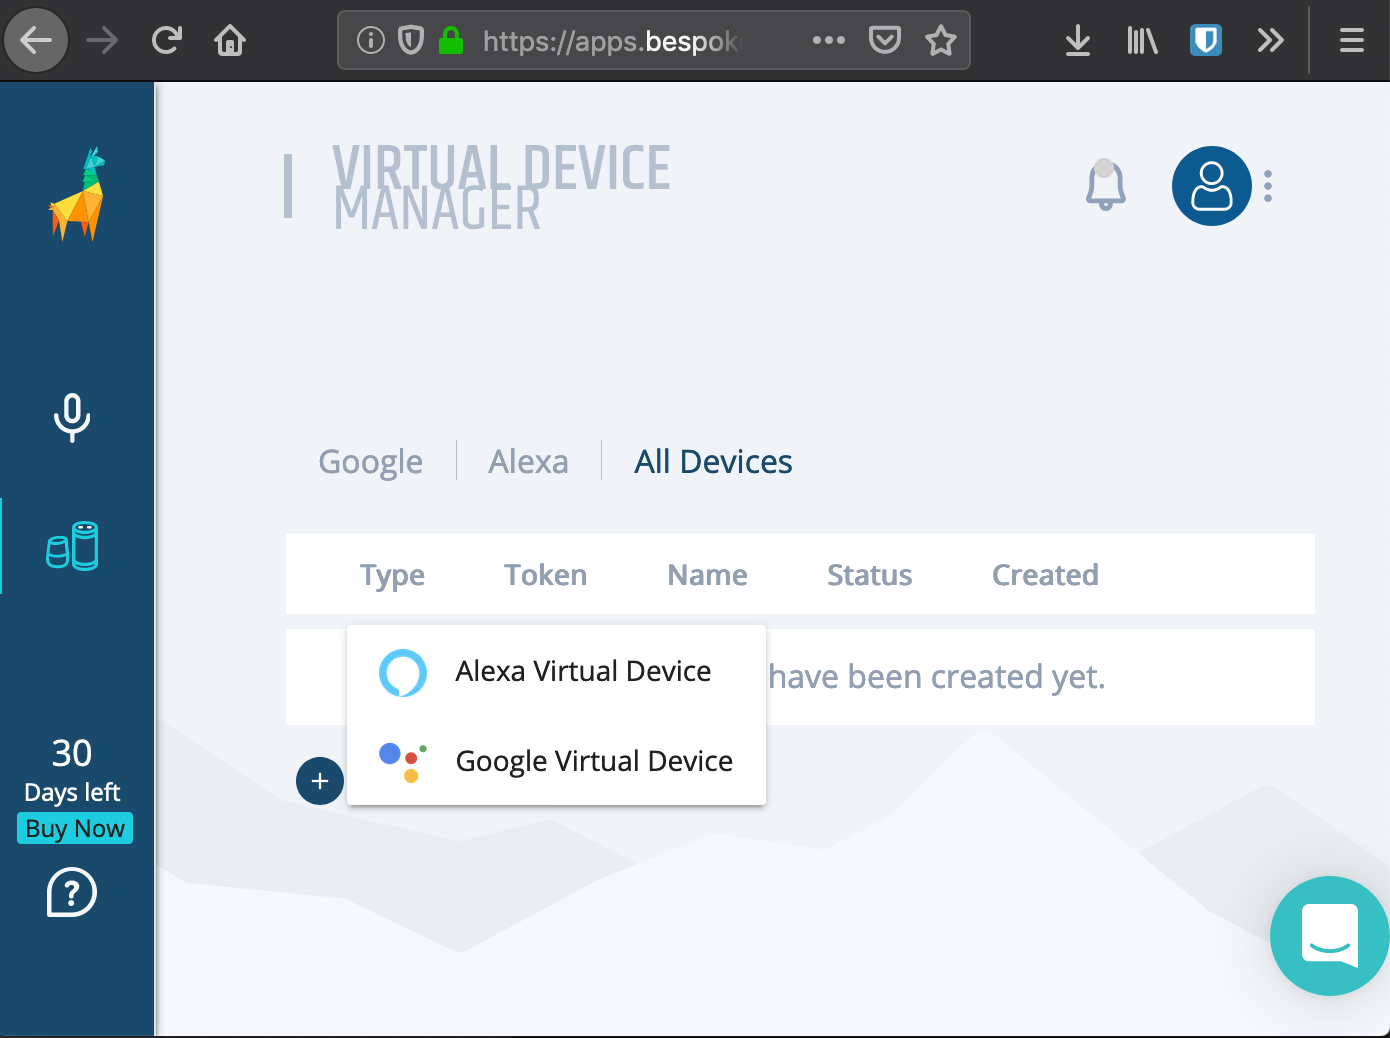 https://apps.bespok
VIRTUAL DEVICE
MANAGER
Google
Alexa
All Devices
Type Token Name Status Created
have been created yet.
Alexa Virtual Device
Google Virtual Device
+
30
Days left
Buy Now
?